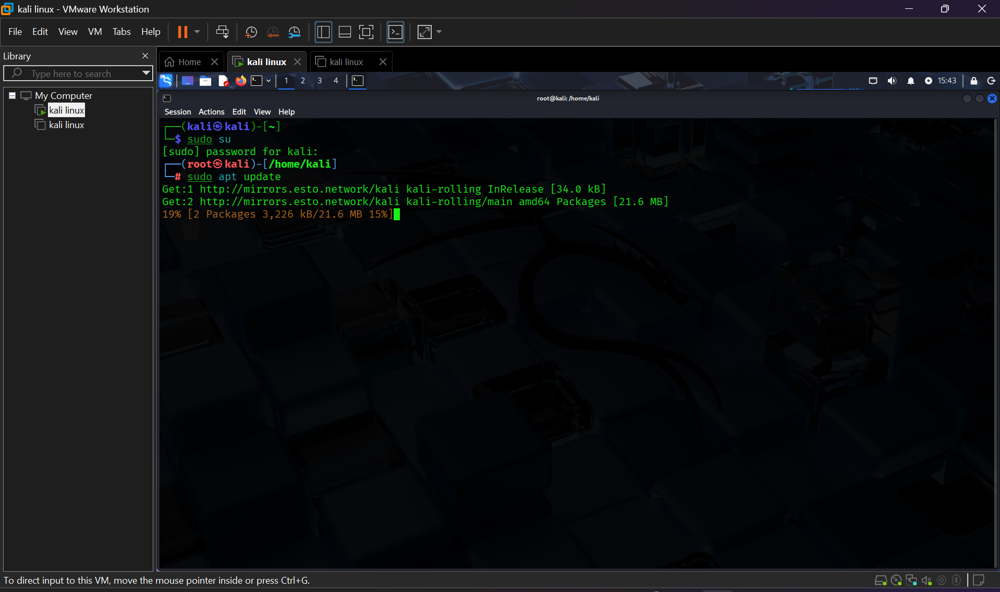 kali linux - VMware Workstation
File Edit View VM Tabs Help
Library
Type here to search
My Computer
kali linux
kali linux
Home
kali linux
kali linux
1 2 3 4
15:43
root@kali: /home/kali
Session Actions Edit View Help
┌──(kali㉿kali)-[~]
└─$ sudo su
[sudo] password for kali:
┌──(root㉿kali)-[/home/kali]
└─# sudo apt update
Get:1 http://mirrors.esto.network/kali kali-rolling InRelease [34.0 kB]
Get:2 http://mirrors.esto.network/kali kali-rolling/main amd64 Packages [21.6 MB]
19% [2 Packages 3,226 kB/21.6 MB 15%]
Kali Linux
To direct input to this VM, move the mouse pointer inside or press Ctrl+G.